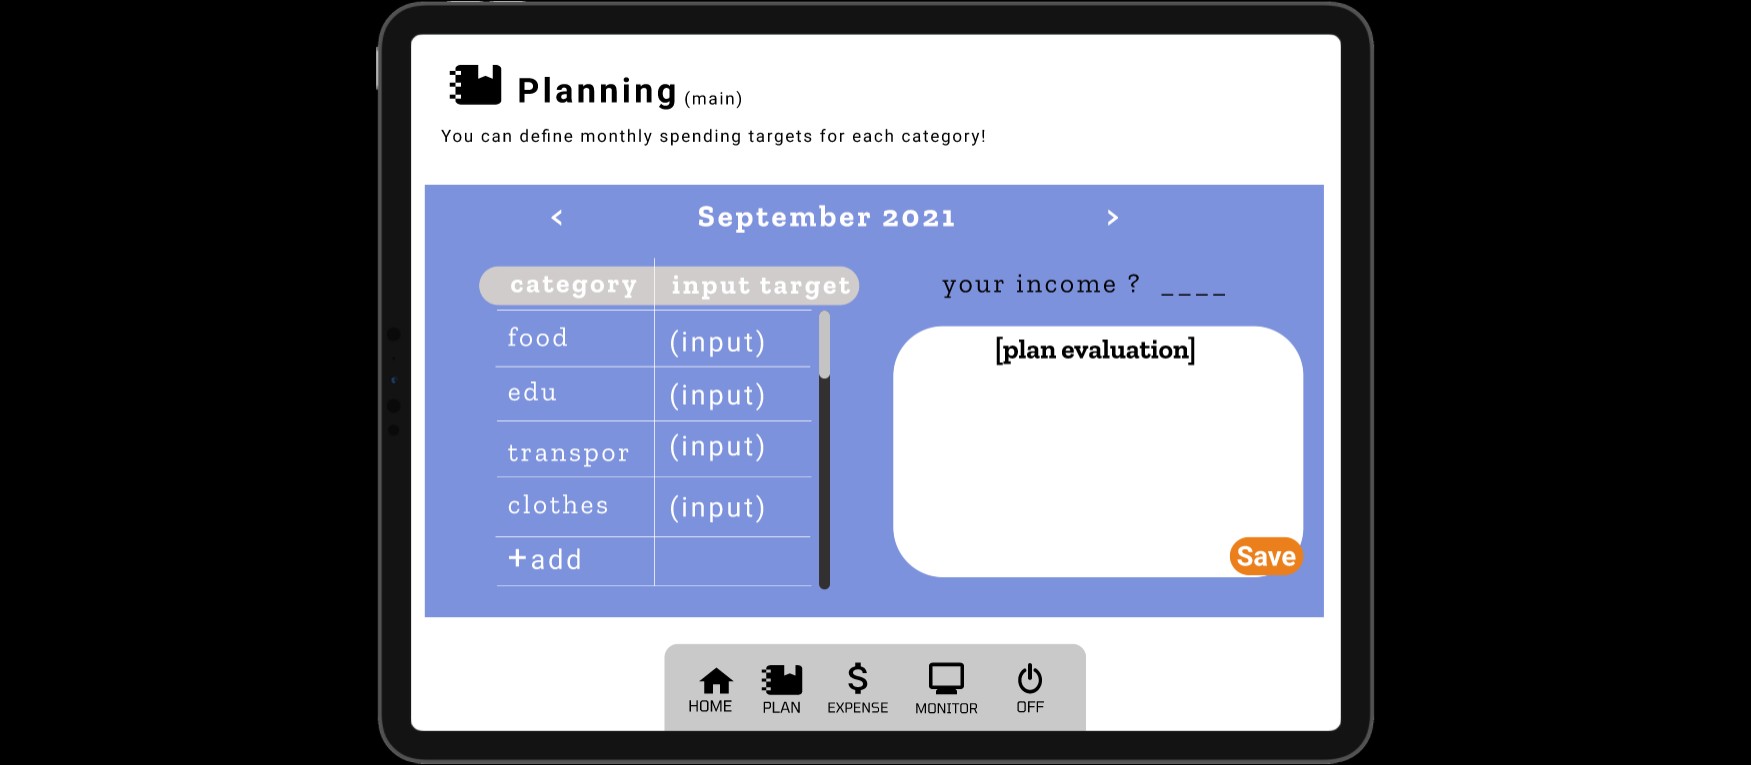 Planning (main)
You can define monthly spending targets for each category!
< September 2021 >
category input target
food (input)
edu (input)
transpor (input)
clothes (input)
+add
your income ? ____
[plan evaluation]
Save
HOME PLAN EXPENSE MONITOR OFF